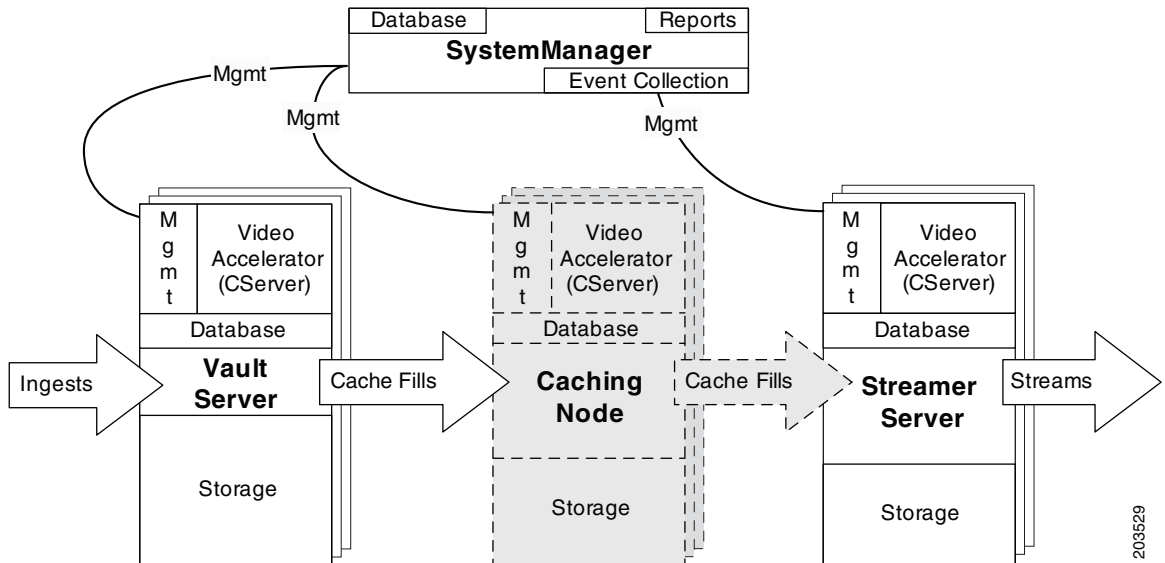 Database
Reports
SystemManager
Event Collection
Mgmt
Mgmt
Mgmt
M
g
m
t
Video
Accelerator
(CServer)
Database
Vault
Server
Storage
M
g
m
t
Video
Accelerator
(CServer)
Database
Caching
Node
Storage
M
g
m
t
Video
Accelerator
(CServer)
Database
Streamer
Server
Storage
Ingests
Cache Fills
Cache Fills
Streams
203529